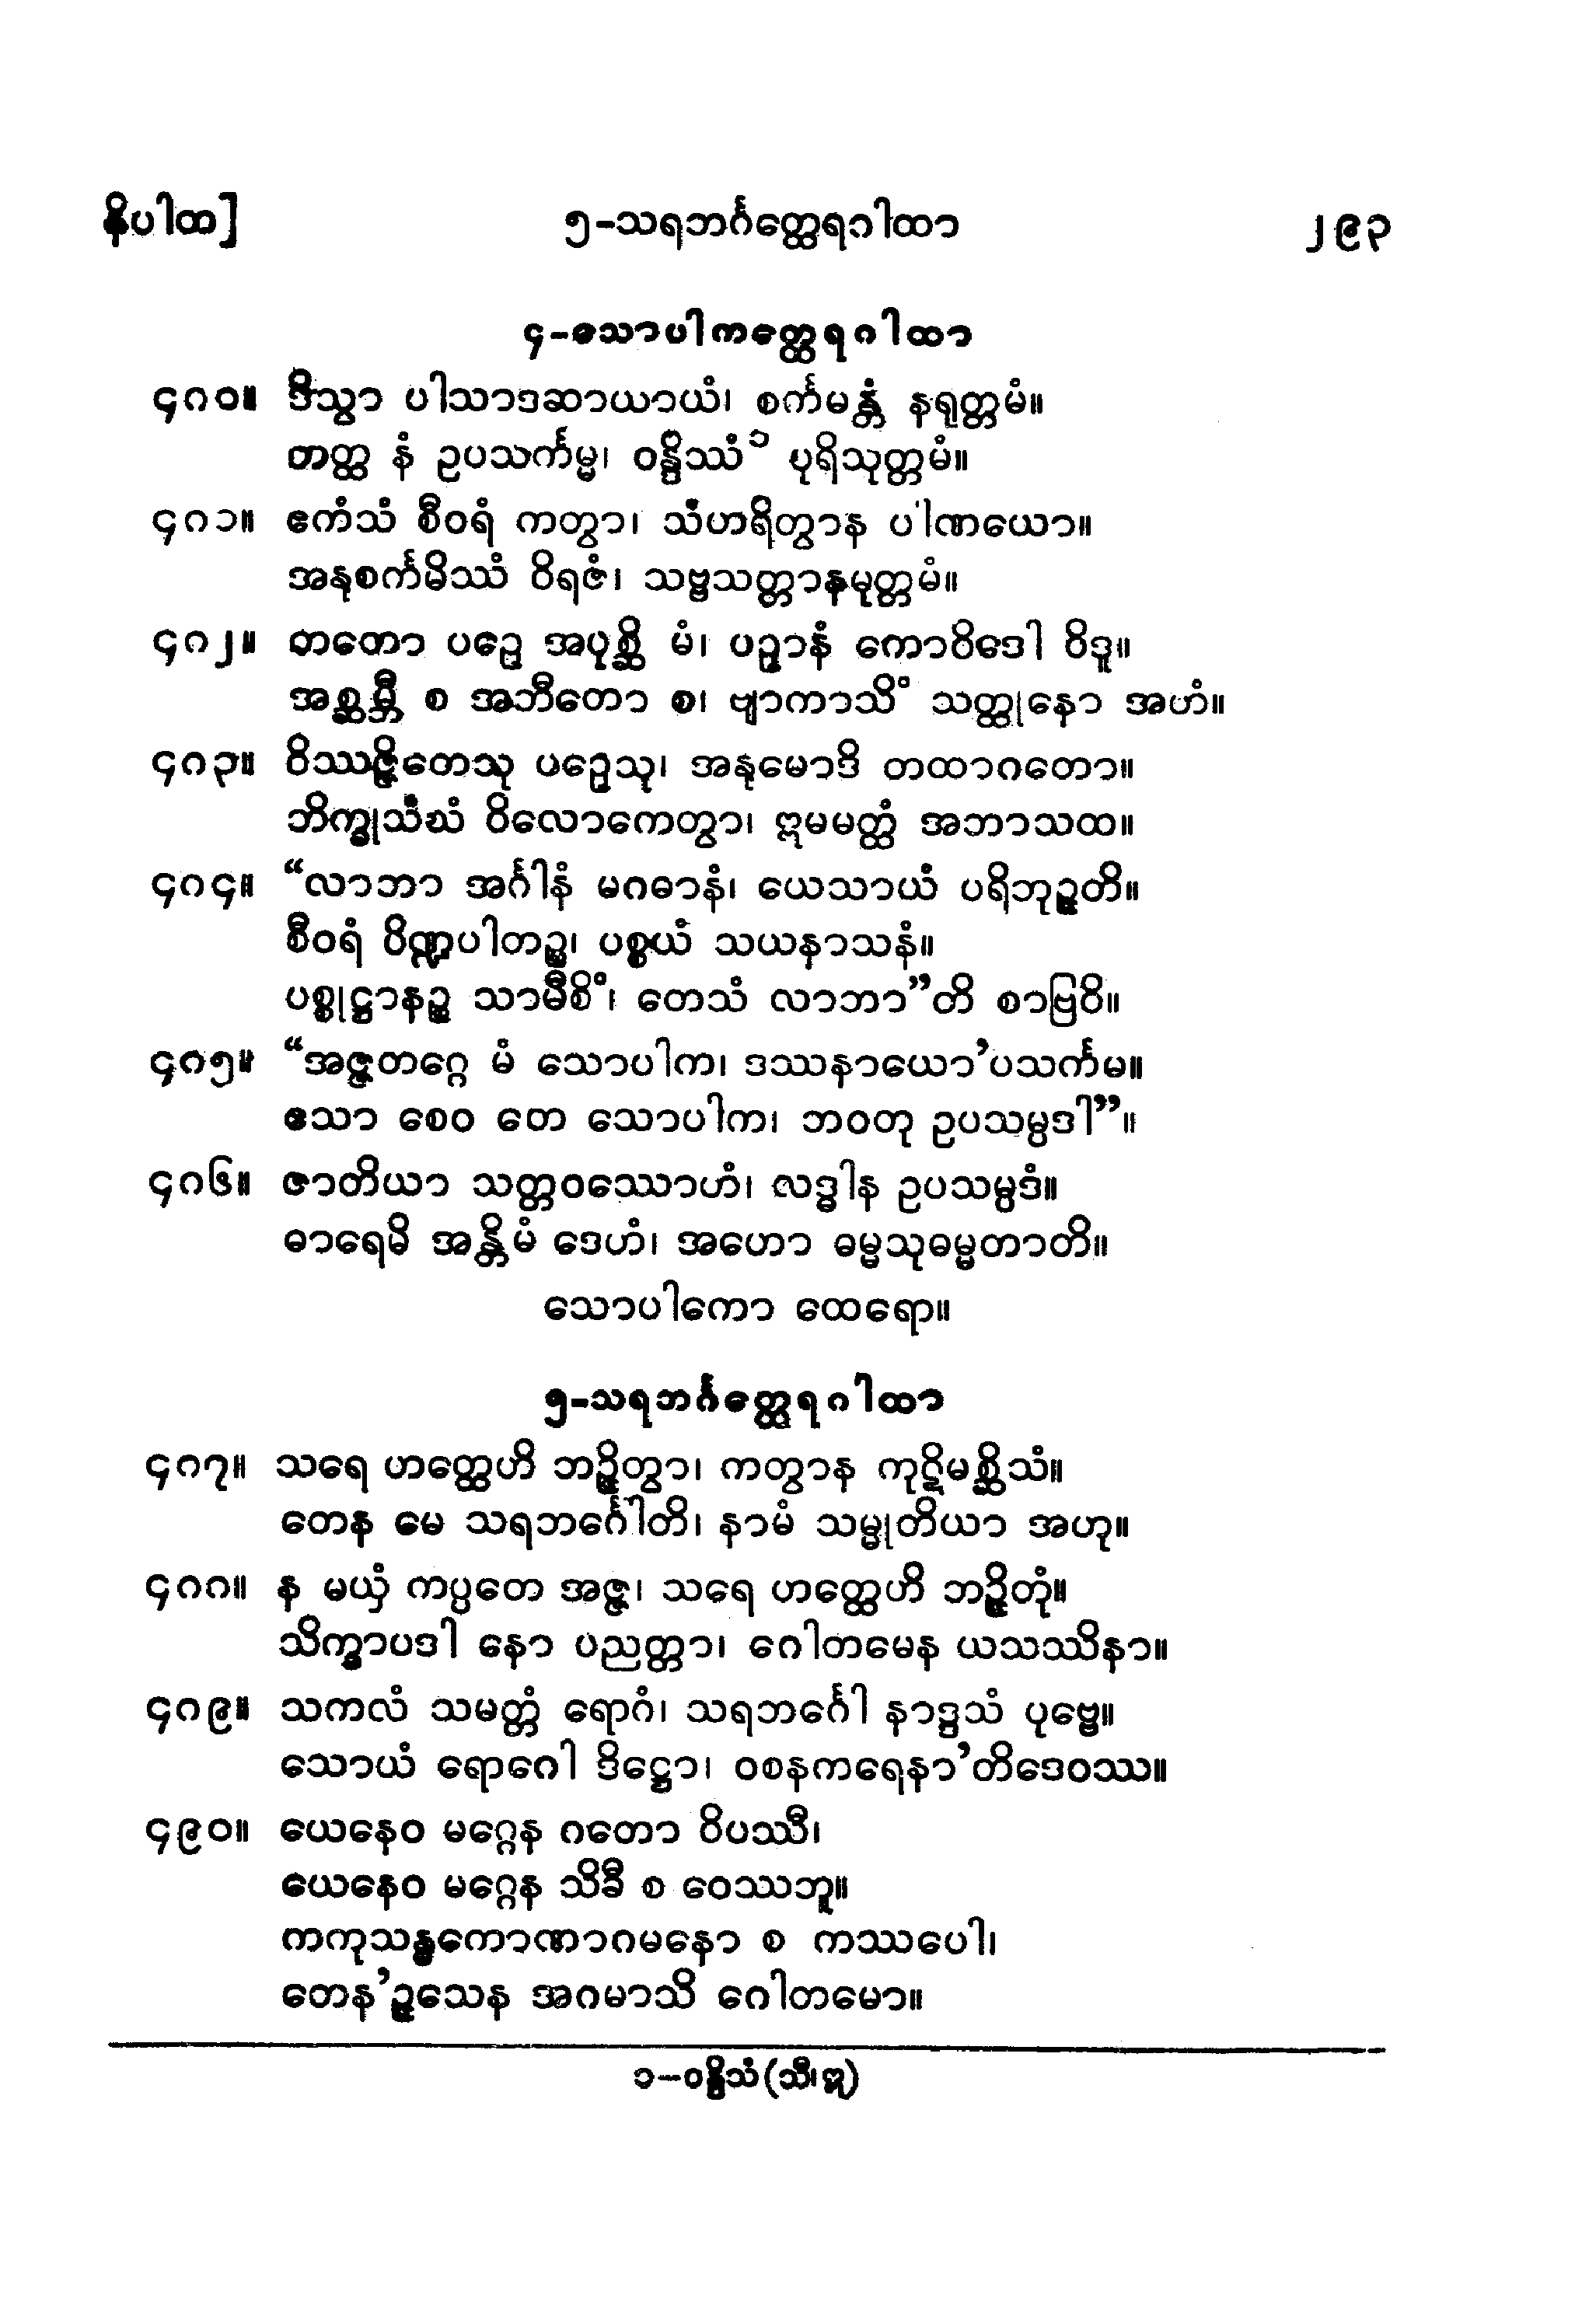 နိပါထ]
၅-သရဘင်္ဂတ္ထေရဂါထာ
၂၉၃
၄-သောပါကတ္ထေရဂါထာ
၄၈၀။ ဒိသွာ ပါသာဒဆာယာယံ၊ စင်္ကမန္တံ နရုတ္တမံ။
တတ္ထ နံ ဥပသင်္ကမ္မ၊ ဝန္ဒိဿံ၁ ပုရိသုတ္တမံ။
၄၈၁။ ဧကံသံ စီဝရံ ကတွာ၊ သံဟရိတွာန ပါဏယော။
အနုစင်္ကမိဿံ ဝိရဇံ၊ သဗ္ဗသတ္တာနမုတ္တမံ။
၄၈၂။ တတော ပဉှေ အပုစ္ဆိ မံ၊ ပဉှာနံ ကောဝိဒေါ ဝိဒူ။
အစ္ဆမ္ဘီ စ အဘီတော စ၊ ဗျာကာသိံ သတ္ထုနော အဟံ။
၄၈၃။ ဝိဿဇ္ဇိတေသု ပဉှေသု၊ အနုမောဒိ တထာဂတော။
ဘိက္ခုသံဃံ ဝိလောကေတွာ၊ ဣမမတ္ထံ အဘာသထ။
၄၈၄။ “လာဘာ အင်္ဂါနံ မဂဓာနံ၊ ယေသာယံ ပရိဘုဉ္ဇတိ။
စီဝရံ ပိဏ္ဍပါတဉ္စ၊ ပစ္စယံ သယနာသနံ။
ပစ္စုဋ္ဌာနဉ္စ သာမီစိံ၊ တေသံ လာဘာ”တိ စာဗြဝိ။
၄၈၅။ “အဇ္ဇတဂ္ဂေ မံ သောပါက၊ ဒဿနာယော’ပသင်္ကမ။
ဧသာ စေဝ တေ သောပါက၊ ဘဝတု ဥပသမ္ပဒါ”။
၄၈၆။ ဇာတိယာ သတ္တဝဿောဟံ၊ လဒ္ဓါန ဥပသမ္ပဒံ။
ဓာရေမိ အန္တိမံ ဒေဟံ၊ အဟော ဓမ္မသုဓမ္မတာတိ။
သောပါကော ထေရော။
၅-သရဘင်္ဂတ္ထေရဂါထာ
၄၈၇။ သရေ ဟတ္ထေဟိ ဘဉ္ဇိတွာ၊ ကတွာန ကုဋိမစ္ဆိသံ။
တေန မေ သရဘင်္ဂေါတိ၊ နာမံ သမ္မုတိယာ အဟု။
၄၈၈။ န မယှံ ကပ္ပတေ အဇ္ဇ၊ သရေ ဟတ္ထေဟိ ဘဉ္ဇိတုံ။
သိက္ခာပဒါ နော ပညတ္တာ၊ ဂေါတမေန ယသဿိနာ။
၄၈၉။ သကလံ သမတ္တံ ရောဂံ၊ သရဘင်္ဂေါ နာဒ္ဒသံ ပုဗ္ဗေ။
သောယံ ရောဂေါ ဒိဋ္ဌော၊ ဝစနကရေနာ’တိဒေဝဿ။
၄၉၀။ ယေနေဝ မဂ္ဂေန ဂတော ဝိပဿီ၊
ယေနေဝ မဂ္ဂေန သိခီ စ ဝေဿဘူ။
ကကုသန္ဓကောဏာဂမနော စ ကဿပေါ၊
တေန’ဉ္ဇသေန အဂမာသိ ဂေါတမော။
၁-ဝန္ဒိသံ(သီ၊ဣ)